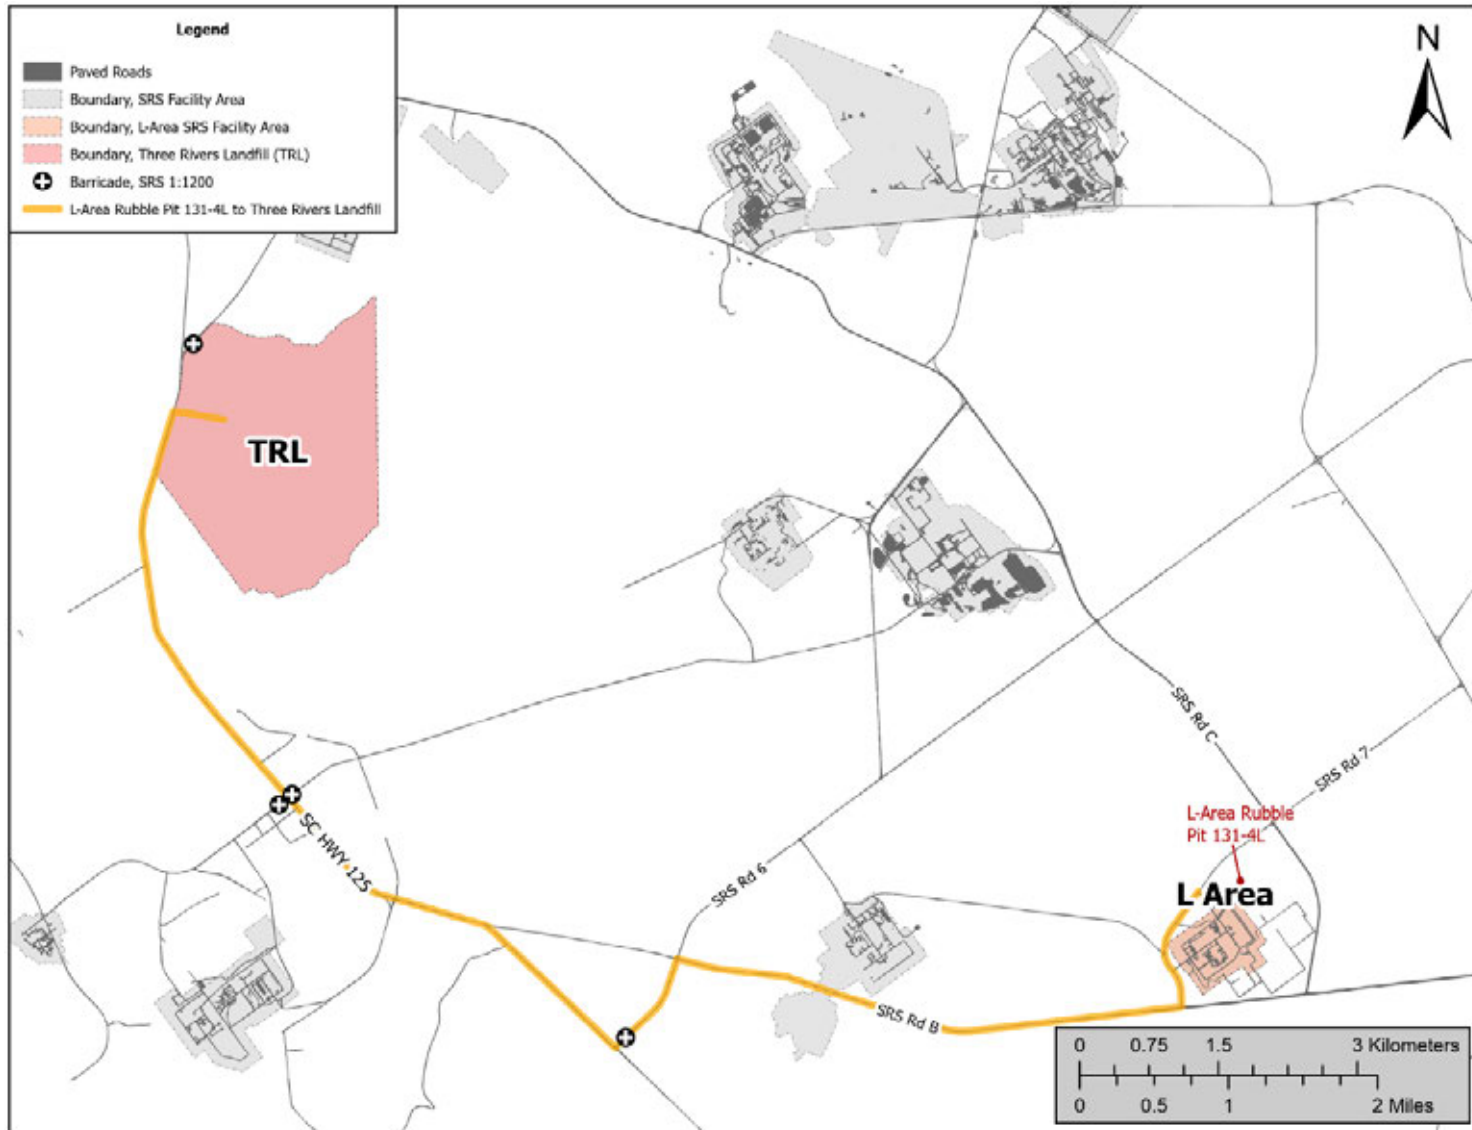 Legend
Paved Roads
Boundary, SRS Facility Area
Boundary, L-Area SRS Facility Area
Boundary, Three Rivers Landfill (TRL)
Barricade, SRS 1:1200
L-Area Rubble Pit 131-4L to Three Rivers Landfill
N
TRL
SRS Rd C
SRS Rd 7
L-Area Rubble
Pit 131-4L
SC HWY 125
SRS Rd 6
L Area
SRS Rd B
0 0.75 1.5 3 Kilometers
0 0.5 1 2 Miles